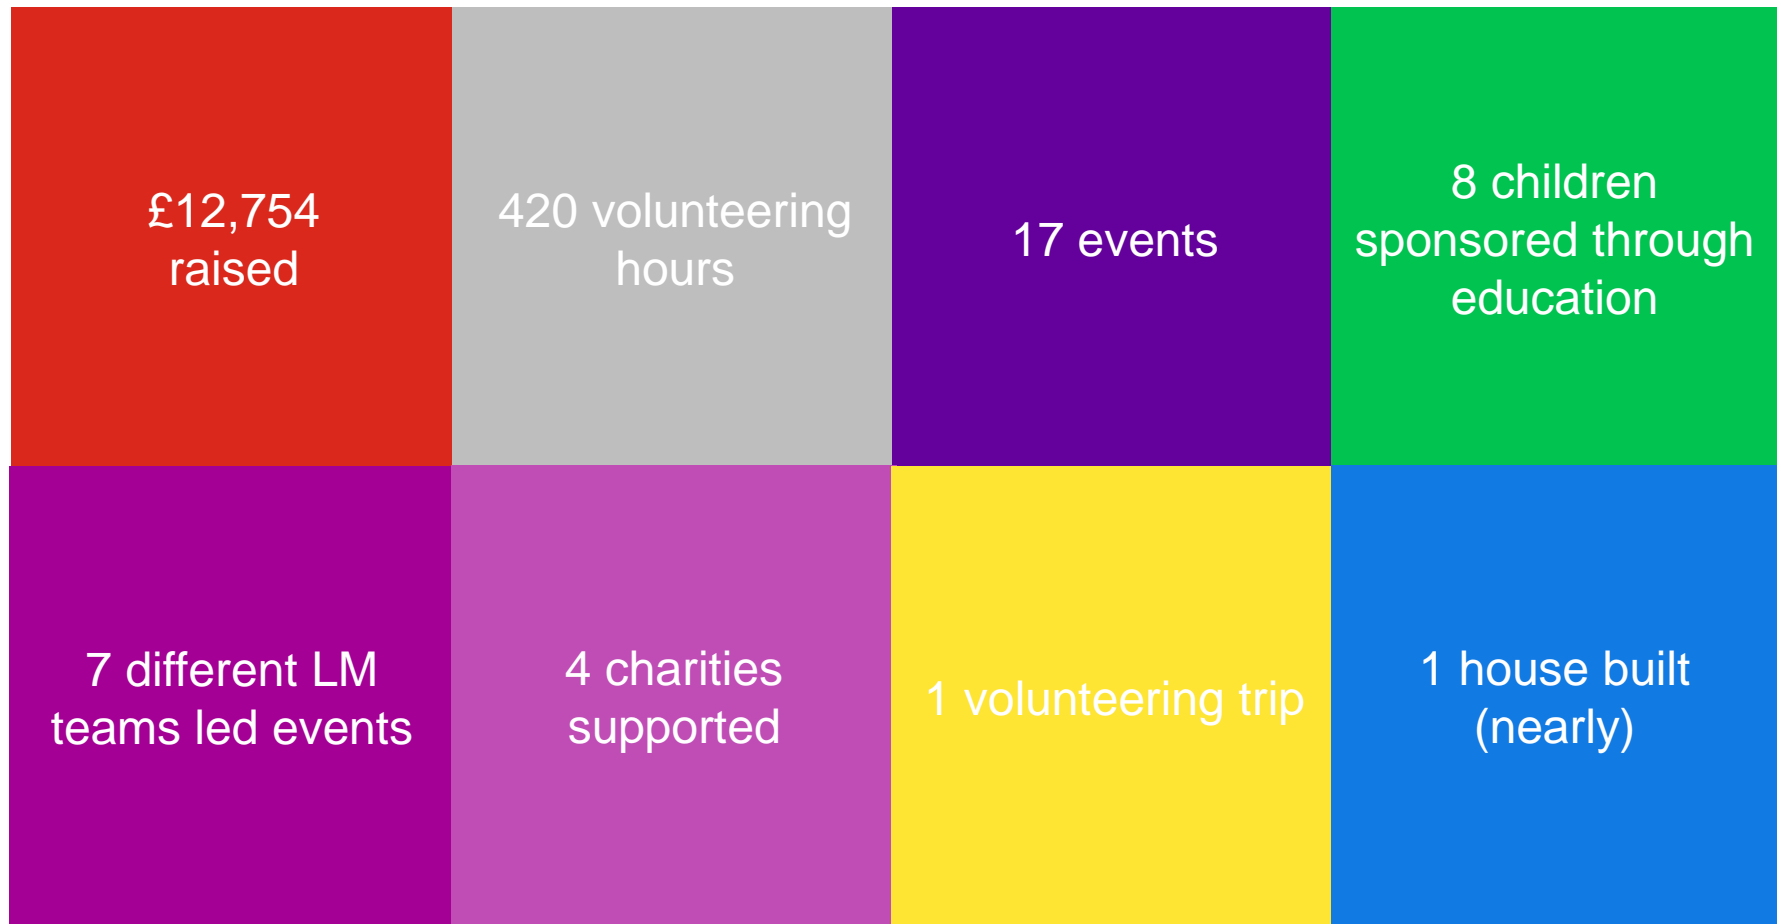 £12,754
raised
420 volunteering
hours
17 events
8 children
sponsored through
education
7 different LM
teams led events
4 charities
supported
1 volunteering trip
1 house built
(nearly)